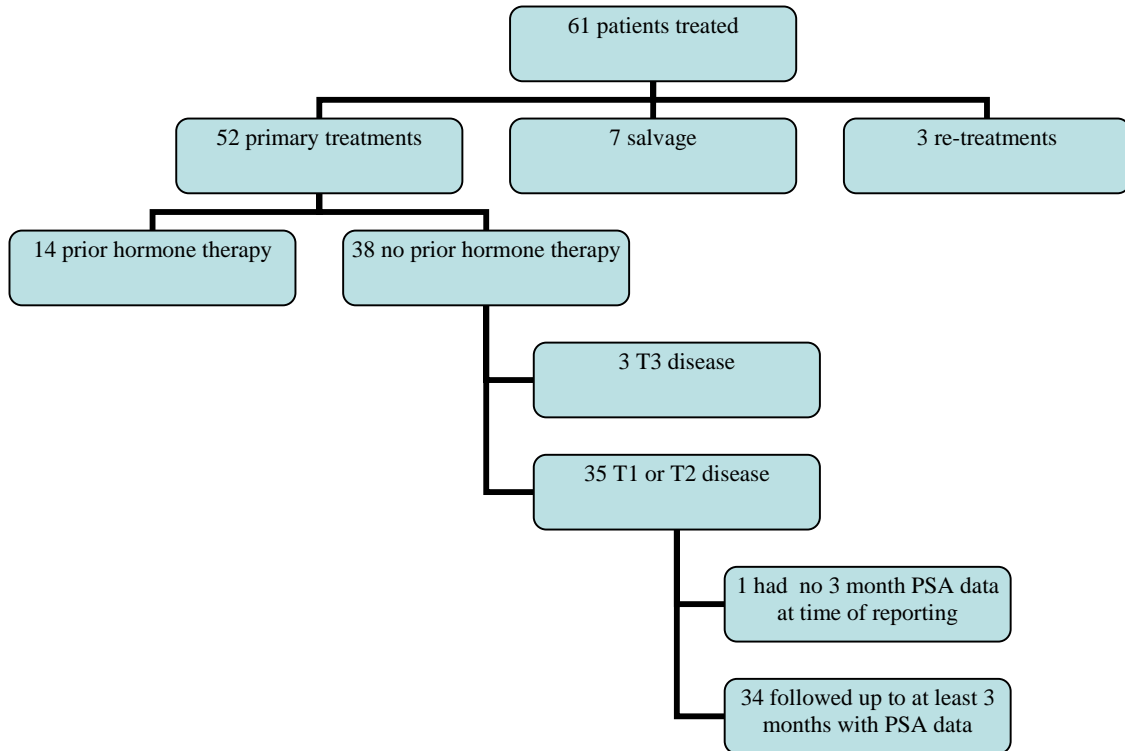 61 patients treated
52 primary treatments
7 salvage
3 re-treatments
14 prior hormone therapy
38 no prior hormone therapy
3 T3 disease
35 T1 or T2 disease
1 had no 3 month PSA data
at time of reporting
34 followed up to at least 3
months with PSA data